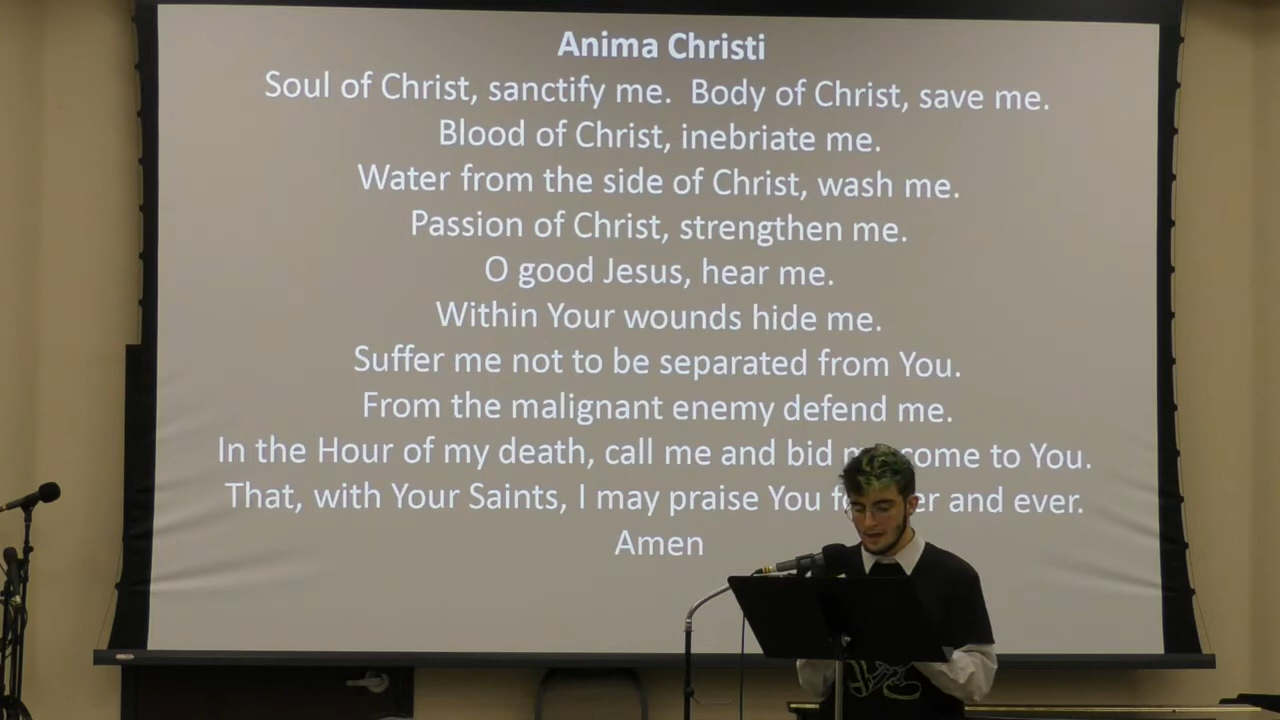 Anima Christi
Soul of Christ, sanctify me.  Body of Christ, save me.
Blood of Christ, inebriate me.
Water from the side of Christ, wash me.
Passion of Christ, strengthen me.
O good Jesus, hear me.
Within Your wounds hide me.
Suffer me not to be separated from You.
From the malignant enemy defend me.
In the Hour of my death, call me and bid come to You.
That, with Your Saints, I may praise You and ever.
Amen